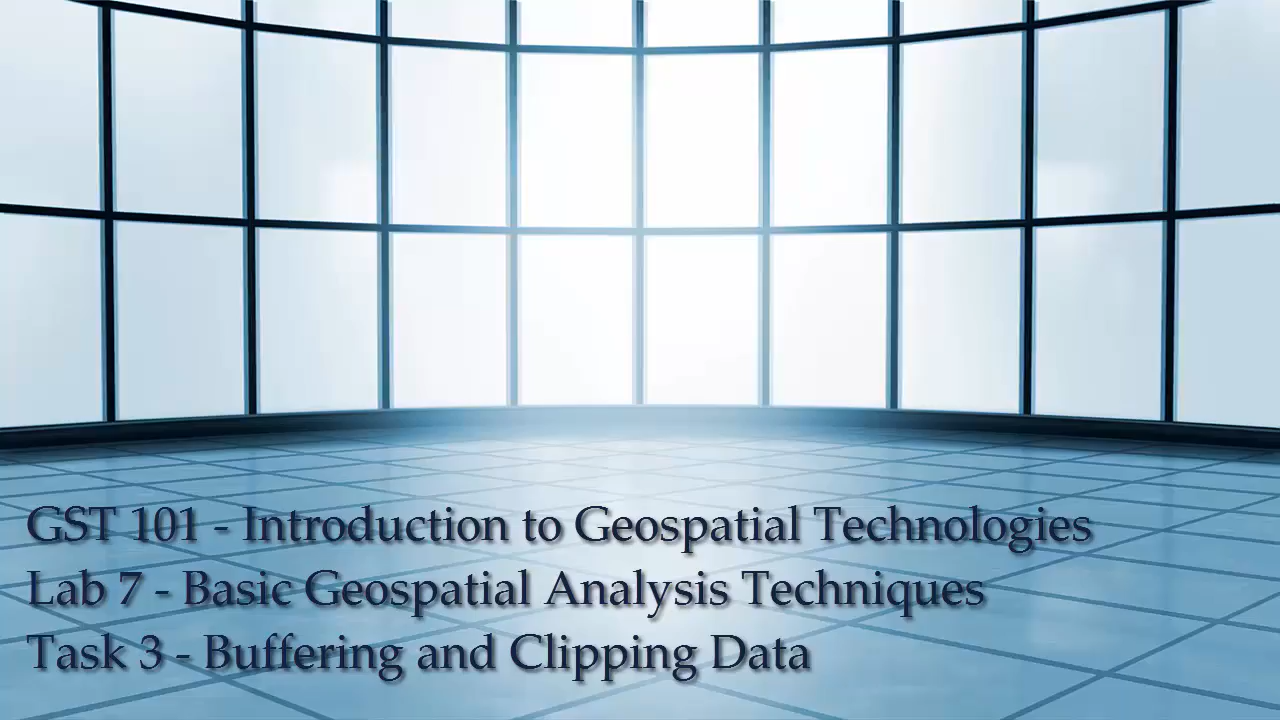 GST 101 - Introduction to Geospatial Technologies
Lab 7 - Basic Geospatial Analysis Techniques
Task 3 - Buffering and Clipping Data